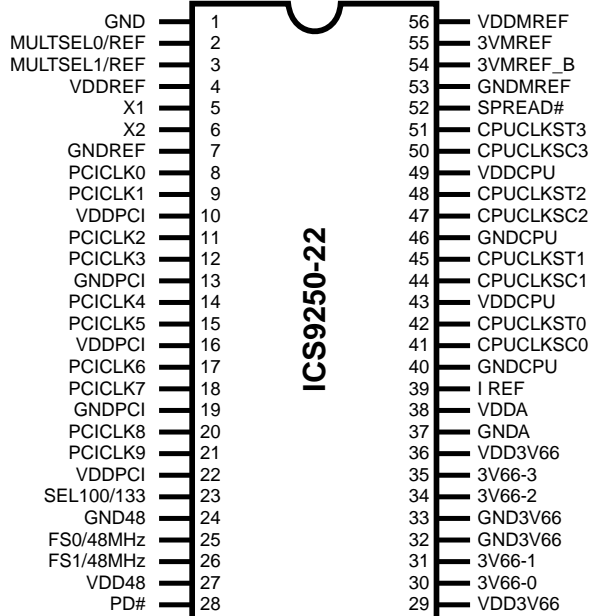 GND 1 56 VDDMREF
MULTSEL0/REF 2 55 3VMREF
MULTSEL1/REF 3 54 3VMREF_B
VDDREF 4 53 GNDMREF
X1 5 52 SPREAD#
X2 6 51 CPUCLKST3
GNDREF 7 50 CPUCLKSC3
PCICLK0 8 49 VDDCPU
PCICLK1 9 48 CPUCLKST2
VDDPCI 10 47 CPUCLKSC2
PCICLK2 11 46 GNDCPU
PCICLK3 12 45 CPUCLKST1
GNDPCI 13 44 CPUCLKSC1
PCICLK4 14 43 VDDCPU
PCICLK5 15 42 CPUCLKST0
VDDPCI 16 41 CPUCLKSC0
PCICLK6 17 40 GNDCPU
PCICLK7 18 39 I REF
GNDPCI 19 38 VDDA
PCICLK8 20 37 GNDA
PCICLK9 21 36 VDD3V66
VDDPCI 22 35 3V66-3
SEL100/133 23 34 3V66-2
GND48 24 33 GND3V66
FS0/48MHz 25 32 GND3V66
FS1/48MHz 26 31 3V66-1
VDD48 27 30 3V66-0
PD# 28 29 VDD3V66
ICS9250-22